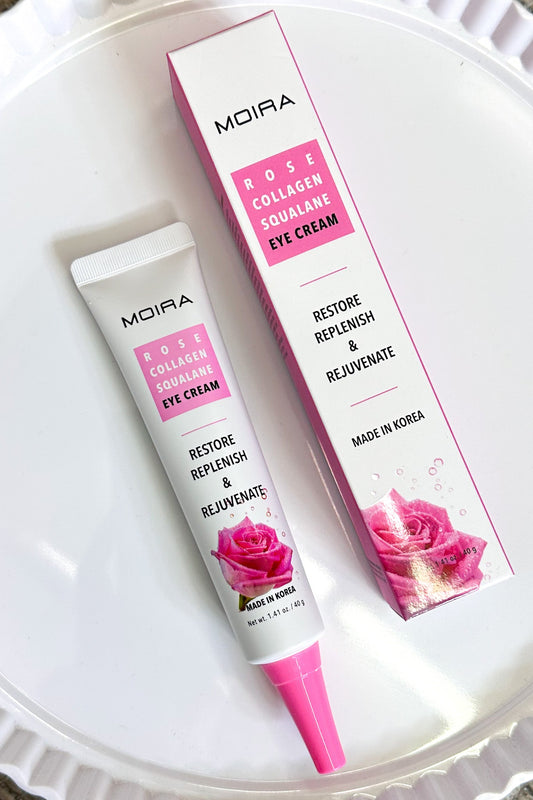 MOIRA
ROSE
COLLAGEN
SQUALANE
EYE CREAM
RESTORE
REPLENISH
&
REJUVENATE
MADE IN KOREA
Net wt. 1.41 oz. / 40 g
MOIRA
ROSE
COLLAGEN
SQUALANE
EYE CREAM
RESTORE
REPLENISH
&
REJUVENATE
MADE IN KOREA
1.41 oz. 40 g